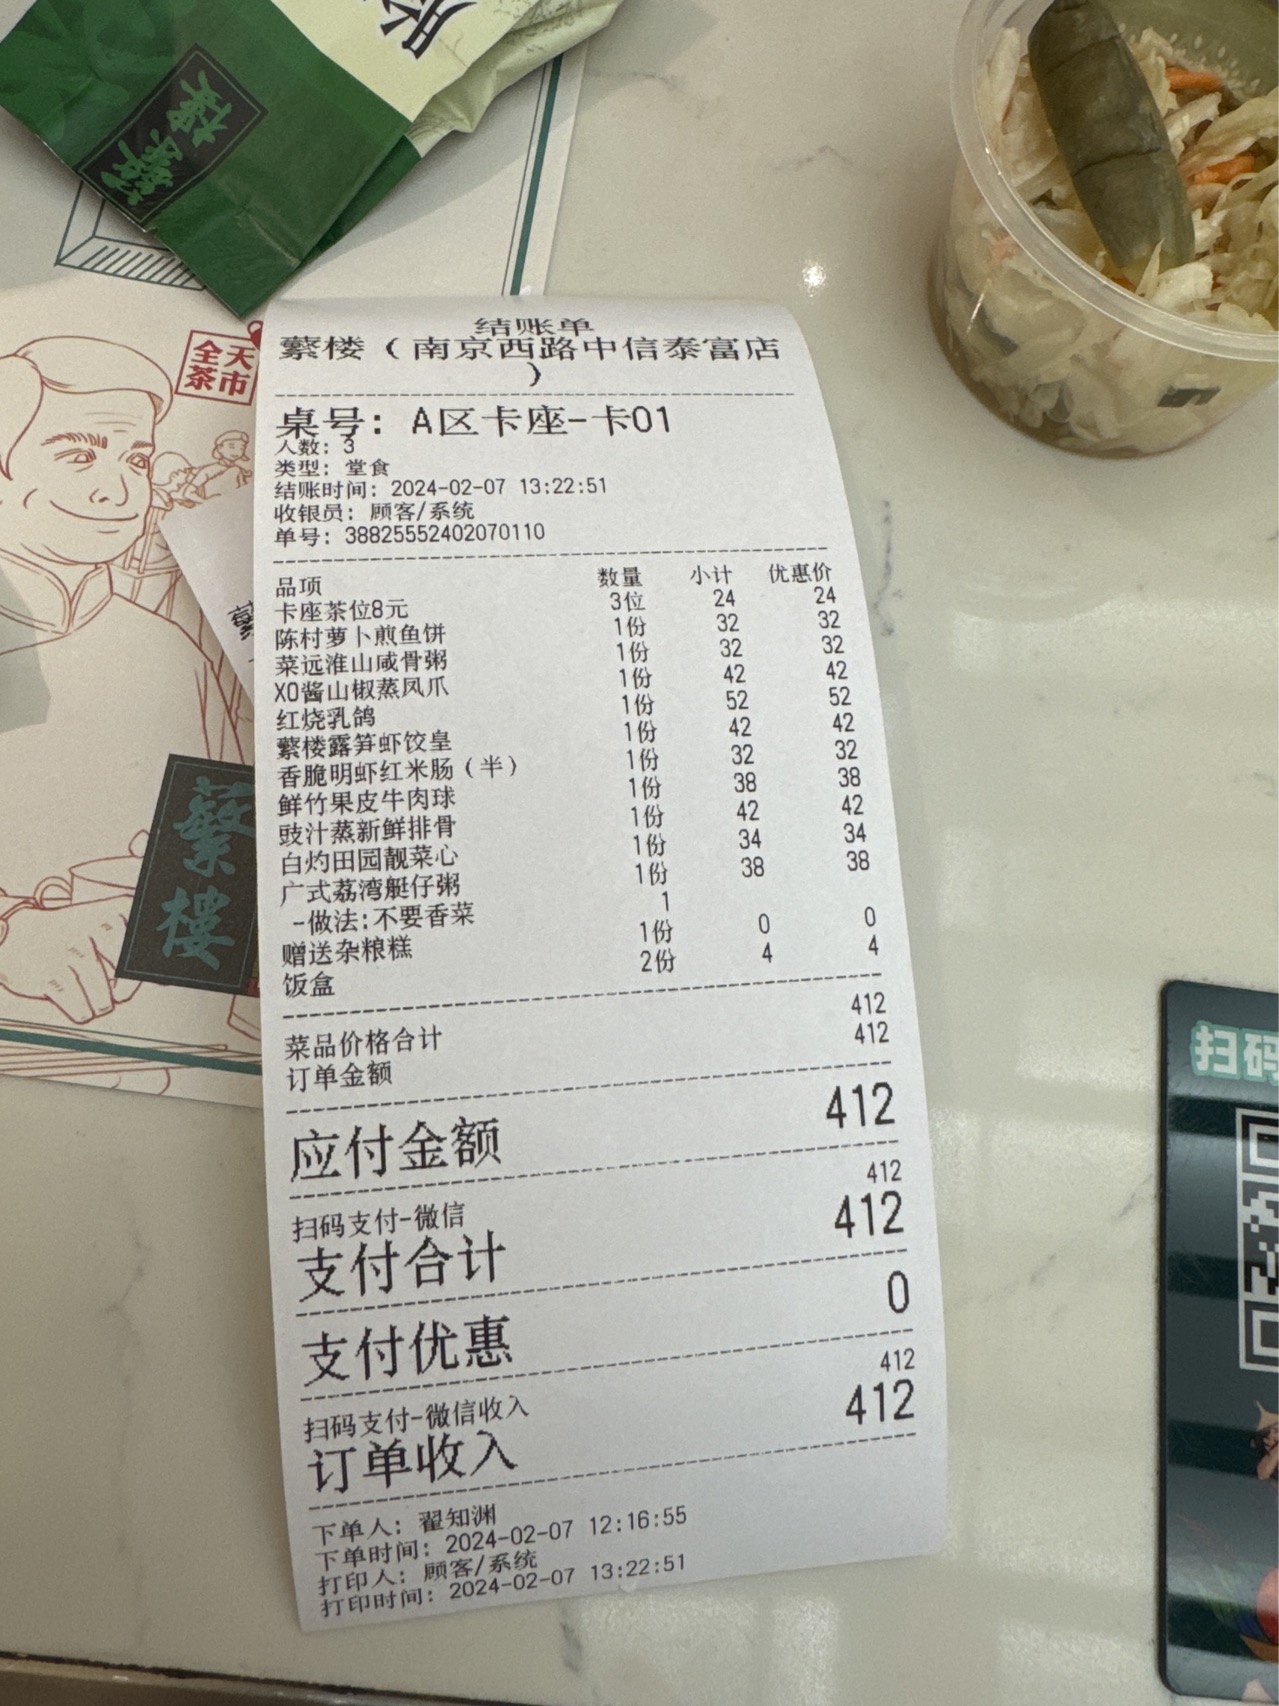 蘩楼
全天
茶市
蘩
楼
结账单
蘩楼（南京西路中信泰富店
）
桌号：A区卡座-卡01
人数：3
类型：堂食
结账时间：2024-02-07 13:22:51
收银员：顾客/系统
单号：38825552402070110
品项 数量 小计 优惠价
卡座茶位8元 3位 24 24
陈村萝卜煎鱼饼 1份 32 32
菜远淮山咸骨粥 1份 32 32
XO酱山椒蒸凤爪 1份 42 42
红烧乳鸽 1份 52 52
蘩楼露笋虾饺皇 1份 42 42
香脆明虾红米肠（半） 1份 32 32
鲜竹果皮牛肉球 1份 38 38
豉汁蒸新鲜排骨 1份 42 42
白灼田园靓菜心 1份 34 34
广式荔湾艇仔粥 1份 38 38
-做法:不要香菜 1
赠送杂粮糕 1份 0 0
饭盒 2份 4 4
菜品价格合计 412
订单金额 412
应付金额 412
扫码支付-微信 412
支付合计 412
支付优惠 0
扫码支付-微信收入 412
订单收入 412
下单人：翟知渊
下单时间：2024-02-07 12:16:55
打印人：顾客/系统
打印时间：2024-02-07 13:22:51
扫码